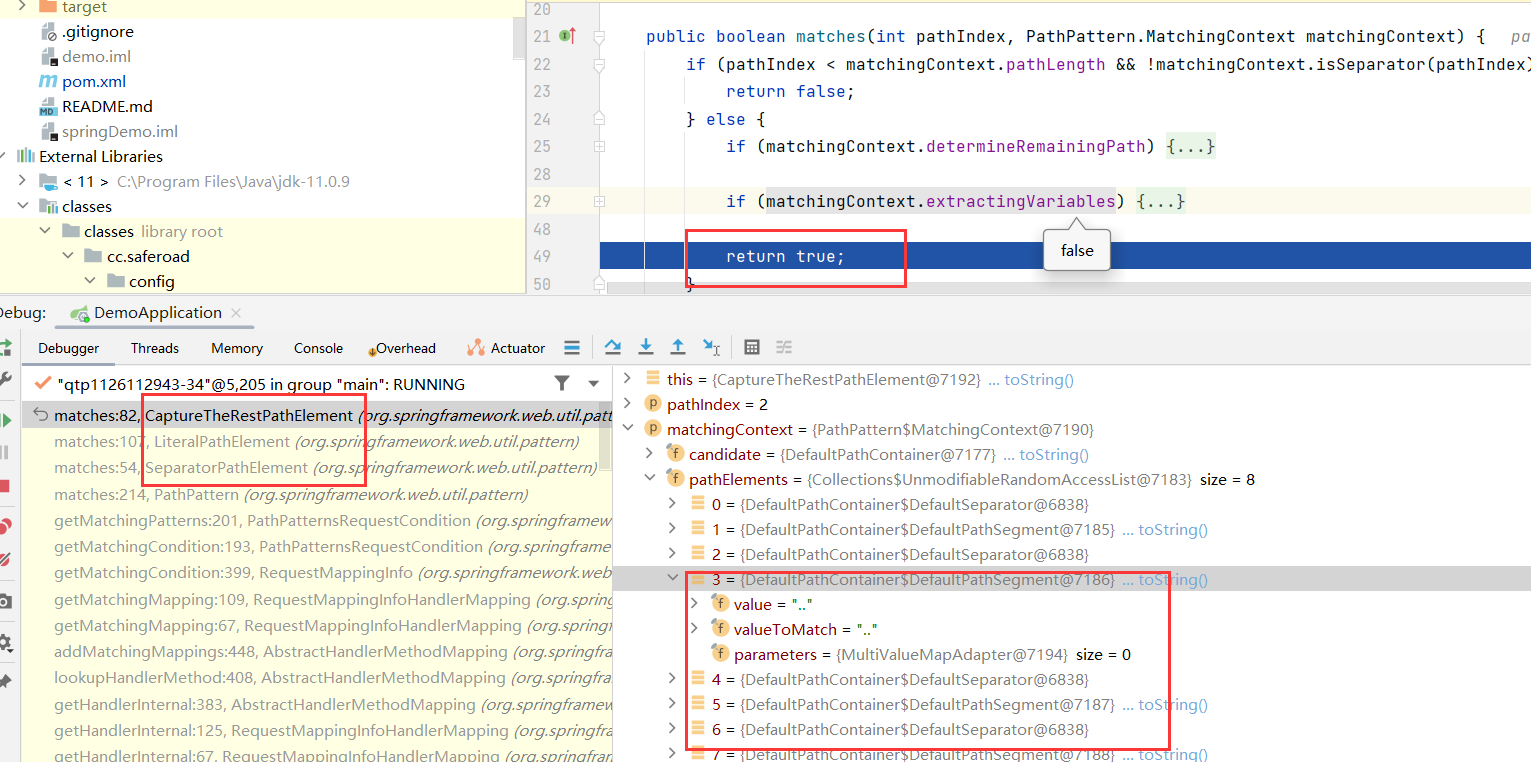 target
.gitignore
demo.iml
pom.xml
README.md
springDemo.iml
External Libraries
< 11 > C:\Program Files\Java\jdk-11.0.9
classes
classes library root
cc.saferoad
config
20
21 public boolean matches(int pathIndex, PathPattern.MatchingContext matchingContext) {
22 if (pathIndex < matchingContext.pathLength && !matchingContext.isSeparator(pathIndex)
23 return false;
24 } else {
25 if (matchingContext.determineRemainingPath) {...}
28
29 if (matchingContext.extractingVariables) {...}
48
49 return true;
50 }
false
Debug: DemoApplication
Debugger Threads Memory Console Overhead Actuator
"qtp1126112943-34"@5,205 in group "main": RUNNING
matches:82, CaptureTheRestPathElement (org.springframework.web.util.patt
matches:107, LiteralPathElement (org.springframework.web.util.pattern)
matches:54, SeparatorPathElement (org.springframework.web.util.pattern)
matches:214, PathPattern (org.springframework.web.util.pattern)
getMatchingPatterns:201, PathPatternsRequestCondition (org.springframew
getMatchingCondition:193, PathPatternsRequestCondition (org.springframe
getMatchingCondition:399, RequestMappingInfo (org.springframework.web
getMatchingMapping:109, RequestMappingInfoHandlerMapping (org.spring
getMatchingMapping:67, RequestMappingInfoHandlerMapping (org.springf
addMatchingMappings:448, AbstractHandlerMethodMapping (org.springfr
lookupHandlerMethod:408, AbstractHandlerMethodMapping (org.springfr
getHandlerInternal:383, AbstractHandlerMethodMapping (org.springfram
getHandlerInternal:125, RequestMappingInfoHandlerMapping (org.springf
getHandlerInternal:67, RequestMappingInfoHandlerMapping (org.springfr
this = {CaptureTheRestPathElement@7192} ... toString()
pathIndex = 2
matchingContext = {PathPattern$MatchingContext@7190}
candidate = {DefaultPathContainer@7177} ... toString()
pathElements = {Collections$UnmodifiableRandomAccessList@7183} size = 8
0 = {DefaultPathContainer$DefaultSeparator@6838}
1 = {DefaultPathContainer$DefaultPathSegment@7185} ... toString()
2 = {DefaultPathContainer$DefaultSeparator@6838}
3 = {DefaultPathContainer$DefaultPathSegment@7186} ... toString()
value = ".."
valueToMatch = ".."
parameters = {MultiValueMapAdapter@7194} size = 0
4 = {DefaultPathContainer$DefaultSeparator@6838}
5 = {DefaultPathContainer$DefaultPathSegment@7187} ... toString()
6 = {DefaultPathContainer$DefaultSeparator@6838}
7 = {DefaultPathContainer$DefaultPathSegment@7188} ... toString()